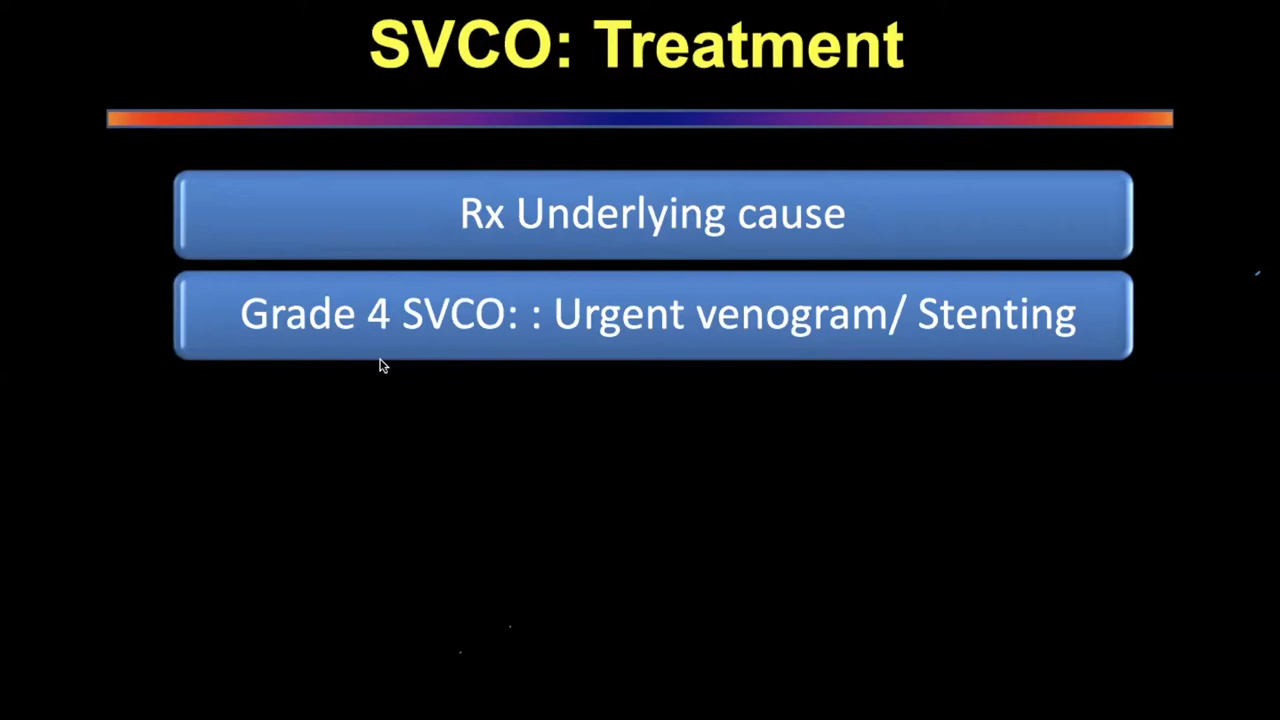 SVCO: Treatment
Rx Underlying cause
Grade 4 SVCO: : Urgent venogram/ Stenting